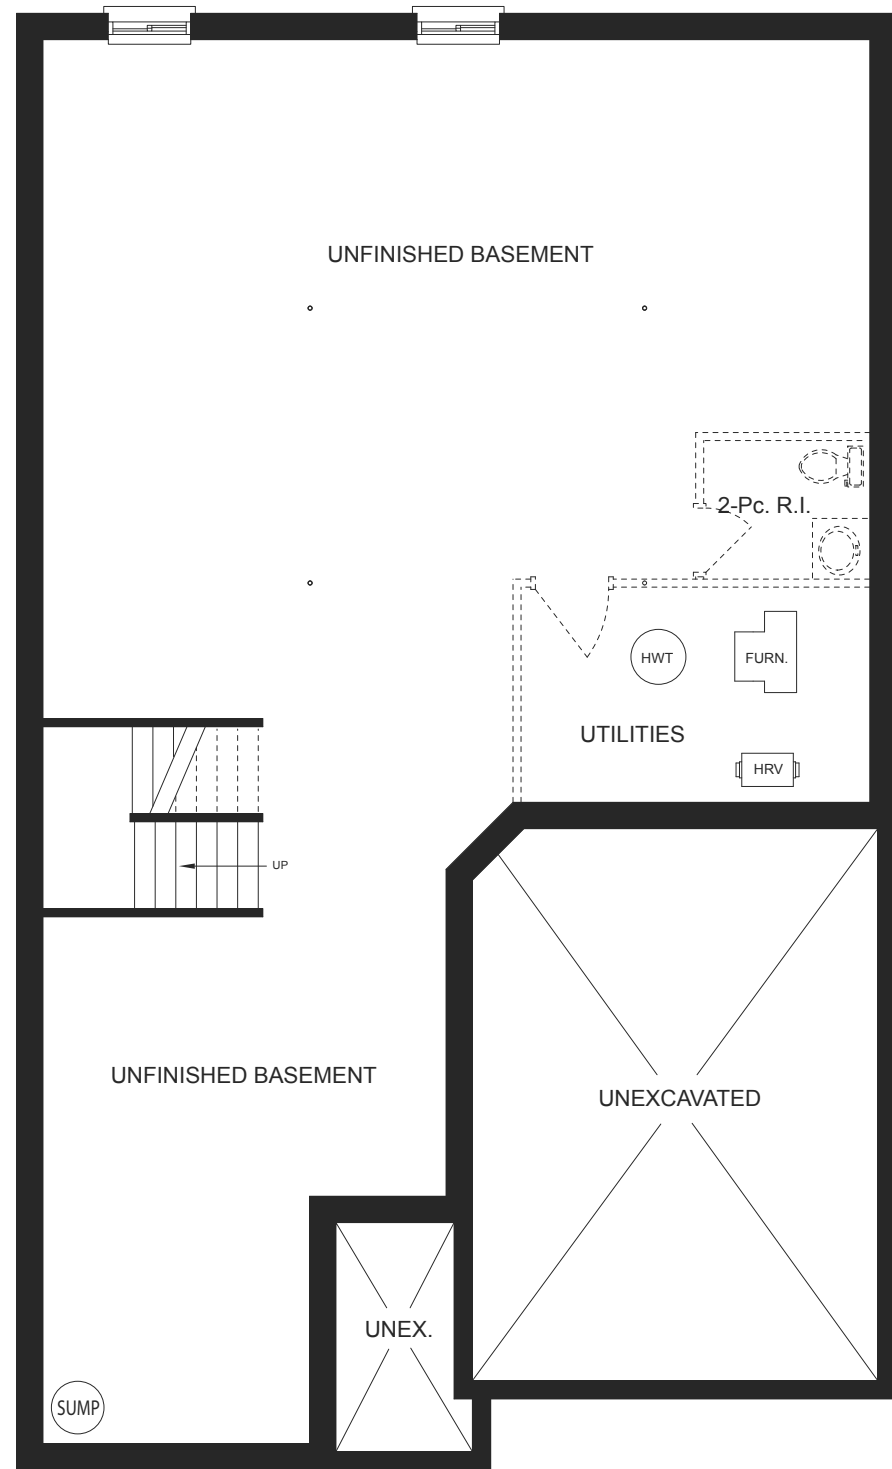 UNFINISHED BASEMENT
2-Pc. R.I.
HWT
FURN.
UTILITIES
HRV
UP
UNFINISHED BASEMENT
UNEXCAVATED
UNEX.
SUMP